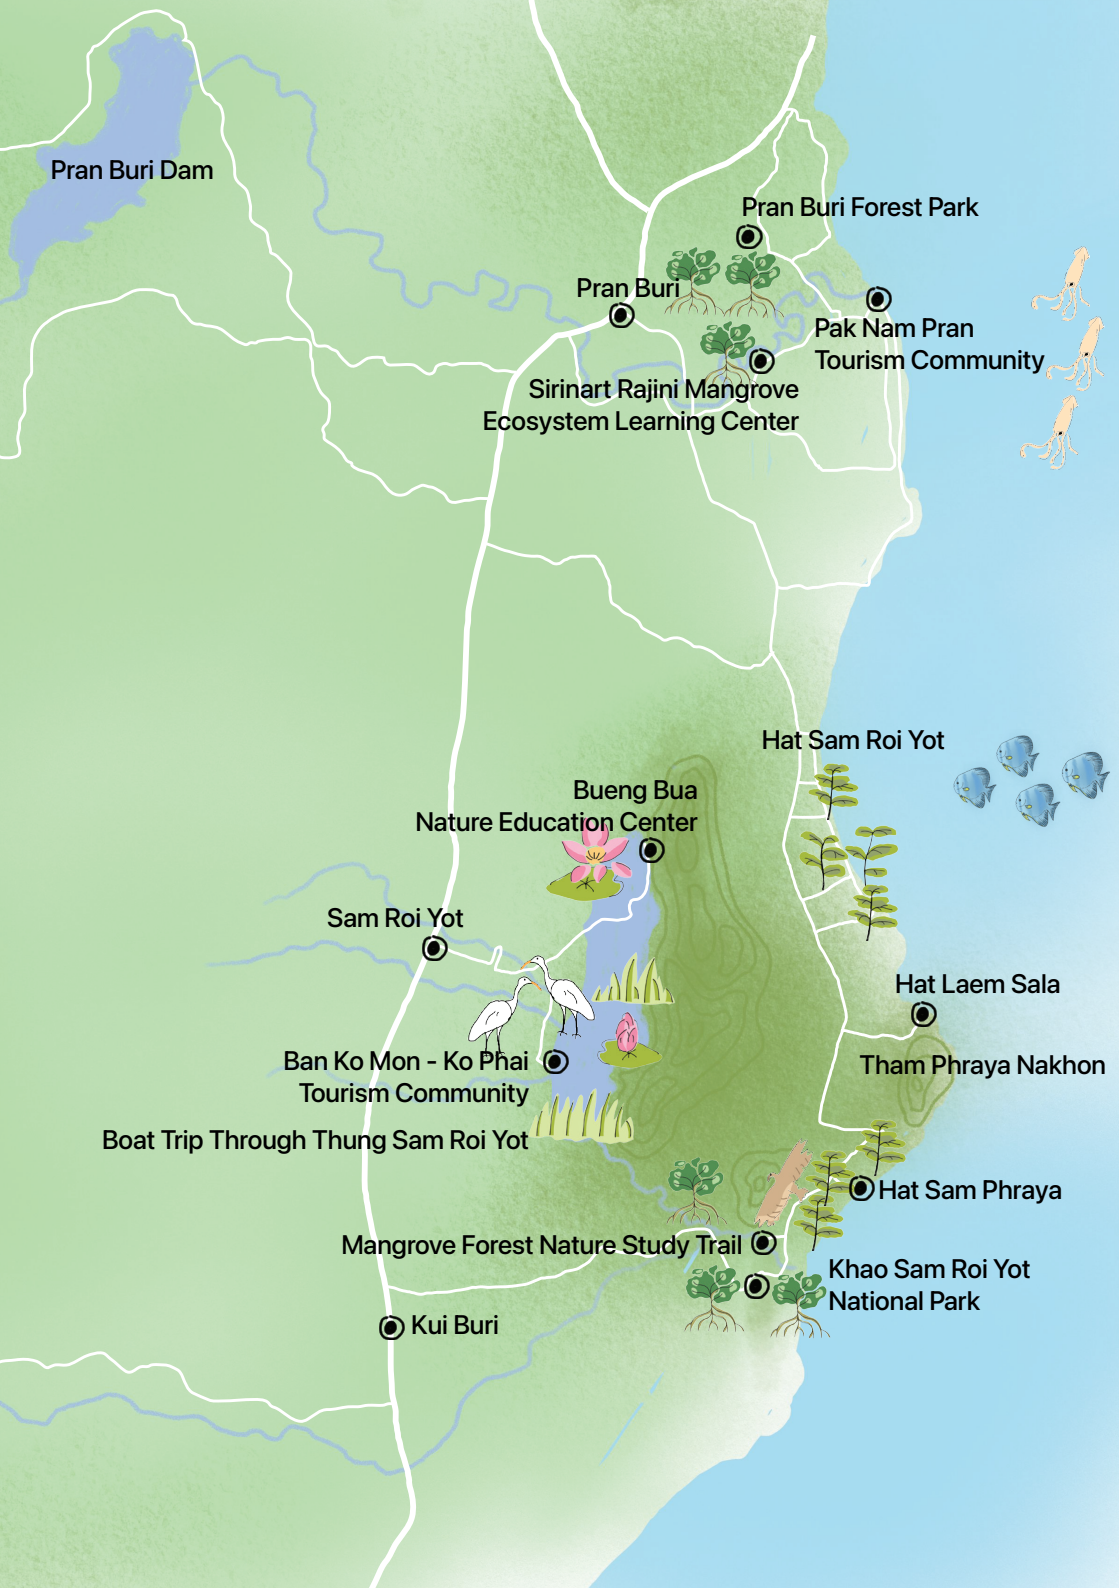 Pran Buri Dam
Pran Buri Forest Park
Pran Buri
Pak Nam Pran
Tourism Community
Sirinart Rajini Mangrove
Ecosystem Learning Center
Hat Sam Roi Yot
Bueng Bua
Nature Education Center
Sam Roi Yot
Hat Laem Sala
Ban Ko Mon - Ko Phai
Tourism Community
Tham Phraya Nakhon
Boat Trip Through Thung Sam Roi Yot
Hat Sam Phraya
Mangrove Forest Nature Study Trail
Khao Sam Roi Yot
National Park
Kui Buri